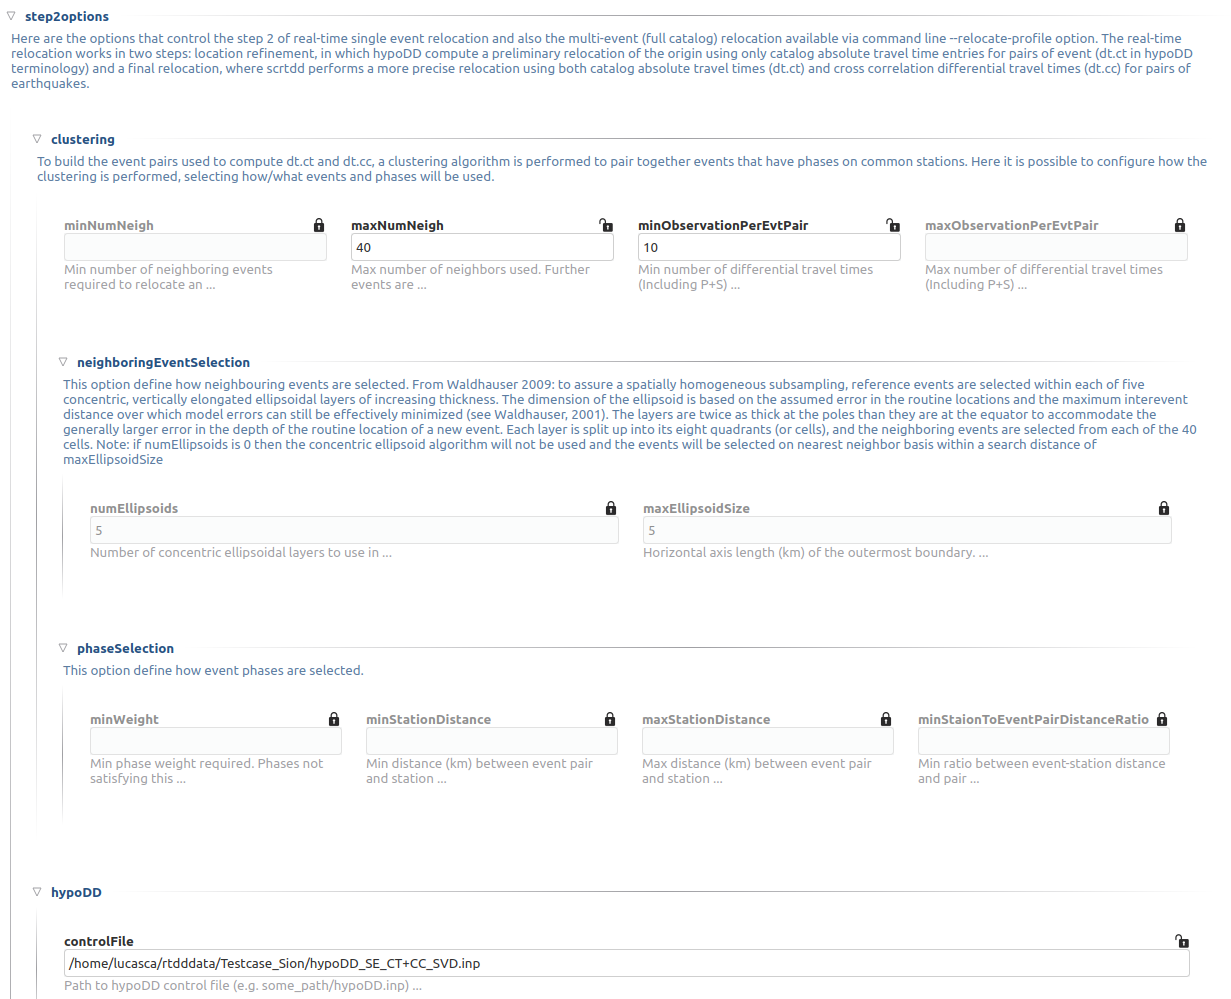 step2options
Here are the options that control the step 2 of real-time single event relocation and also the multi-event (full catalog) relocation available via command line --relocate-profile option. The real-time
relocation works in two steps: location refinement, in which hypoDD compute a preliminary relocation of the origin using only catalog absolute travel time entries for pairs of event (dt.ct in hypoDD
terminology) and a final relocation, where scrtdd performs a more precise relocation using both catalog absolute travel times (dt.ct) and cross correlation differential travel times (dt.cc) for pairs of
earthquakes.
clustering
To build the event pairs used to compute dt.ct and dt.cc, a clustering algorithm is performed to pair together events that have phases on common stations. Here it is possible to configure how the
clustering is performed, selecting how/what events and phases will be used.
minNumNeigh maxNumNeigh minObservationPerEvtPair maxObservationPerEvtPair
40 10
Min number of neighboring events Max number of neighbors used. Further Min number of differential travel times Max number of differential travel times
required to relocate an ... events are ... (Including P+S) ... (Including P+S) ...
neighboringEventSelection
This option define how neighbouring events are selected. From Waldhauser 2009: to assure a spatially homogeneous subsampling, reference events are selected within each of five
concentric, vertically elongated ellipsoidal layers of increasing thickness. The dimension of the ellipsoid is based on the assumed error in the routine locations and the maximum interevent
distance over which model errors can still be effectively minimized (see Waldhauser, 2001). The layers are twice as thick at the poles than they are at the equator to accommodate the
generally larger error in the depth of the routine location of a new event. Each layer is split up into its eight quadrants (or cells), and the neighboring events are selected from each of the 40
cells. Note: if numEllipsoids is 0 then the concentric ellipsoid algorithm will not be used and the events will be selected on nearest neighbor basis within a search distance of
maxEllipsoidSize
numEllipsoids maxEllipsoidSize
5 5
Number of concentric ellipsoidal layers to use in ... Horizontal axis length (km) of the outermost boundary. ...
phaseSelection
This option define how event phases are selected.
minWeight minStationDistance maxStationDistance minStaionToEventPairDistanceRatio
Min phase weight required. Phases not Min distance (km) between event pair Max distance (km) between event pair Min ratio between event-station distance
satisfying this ... and station ... and station ... and pair ...
hypoDD
controlFile
/home/lucasca/rtdddata/Testcase_Sion/hypoDD_SE_CT+CC_SVD.inp
Path to hypoDD control file (e.g. some_path/hypoDD.inp) ...